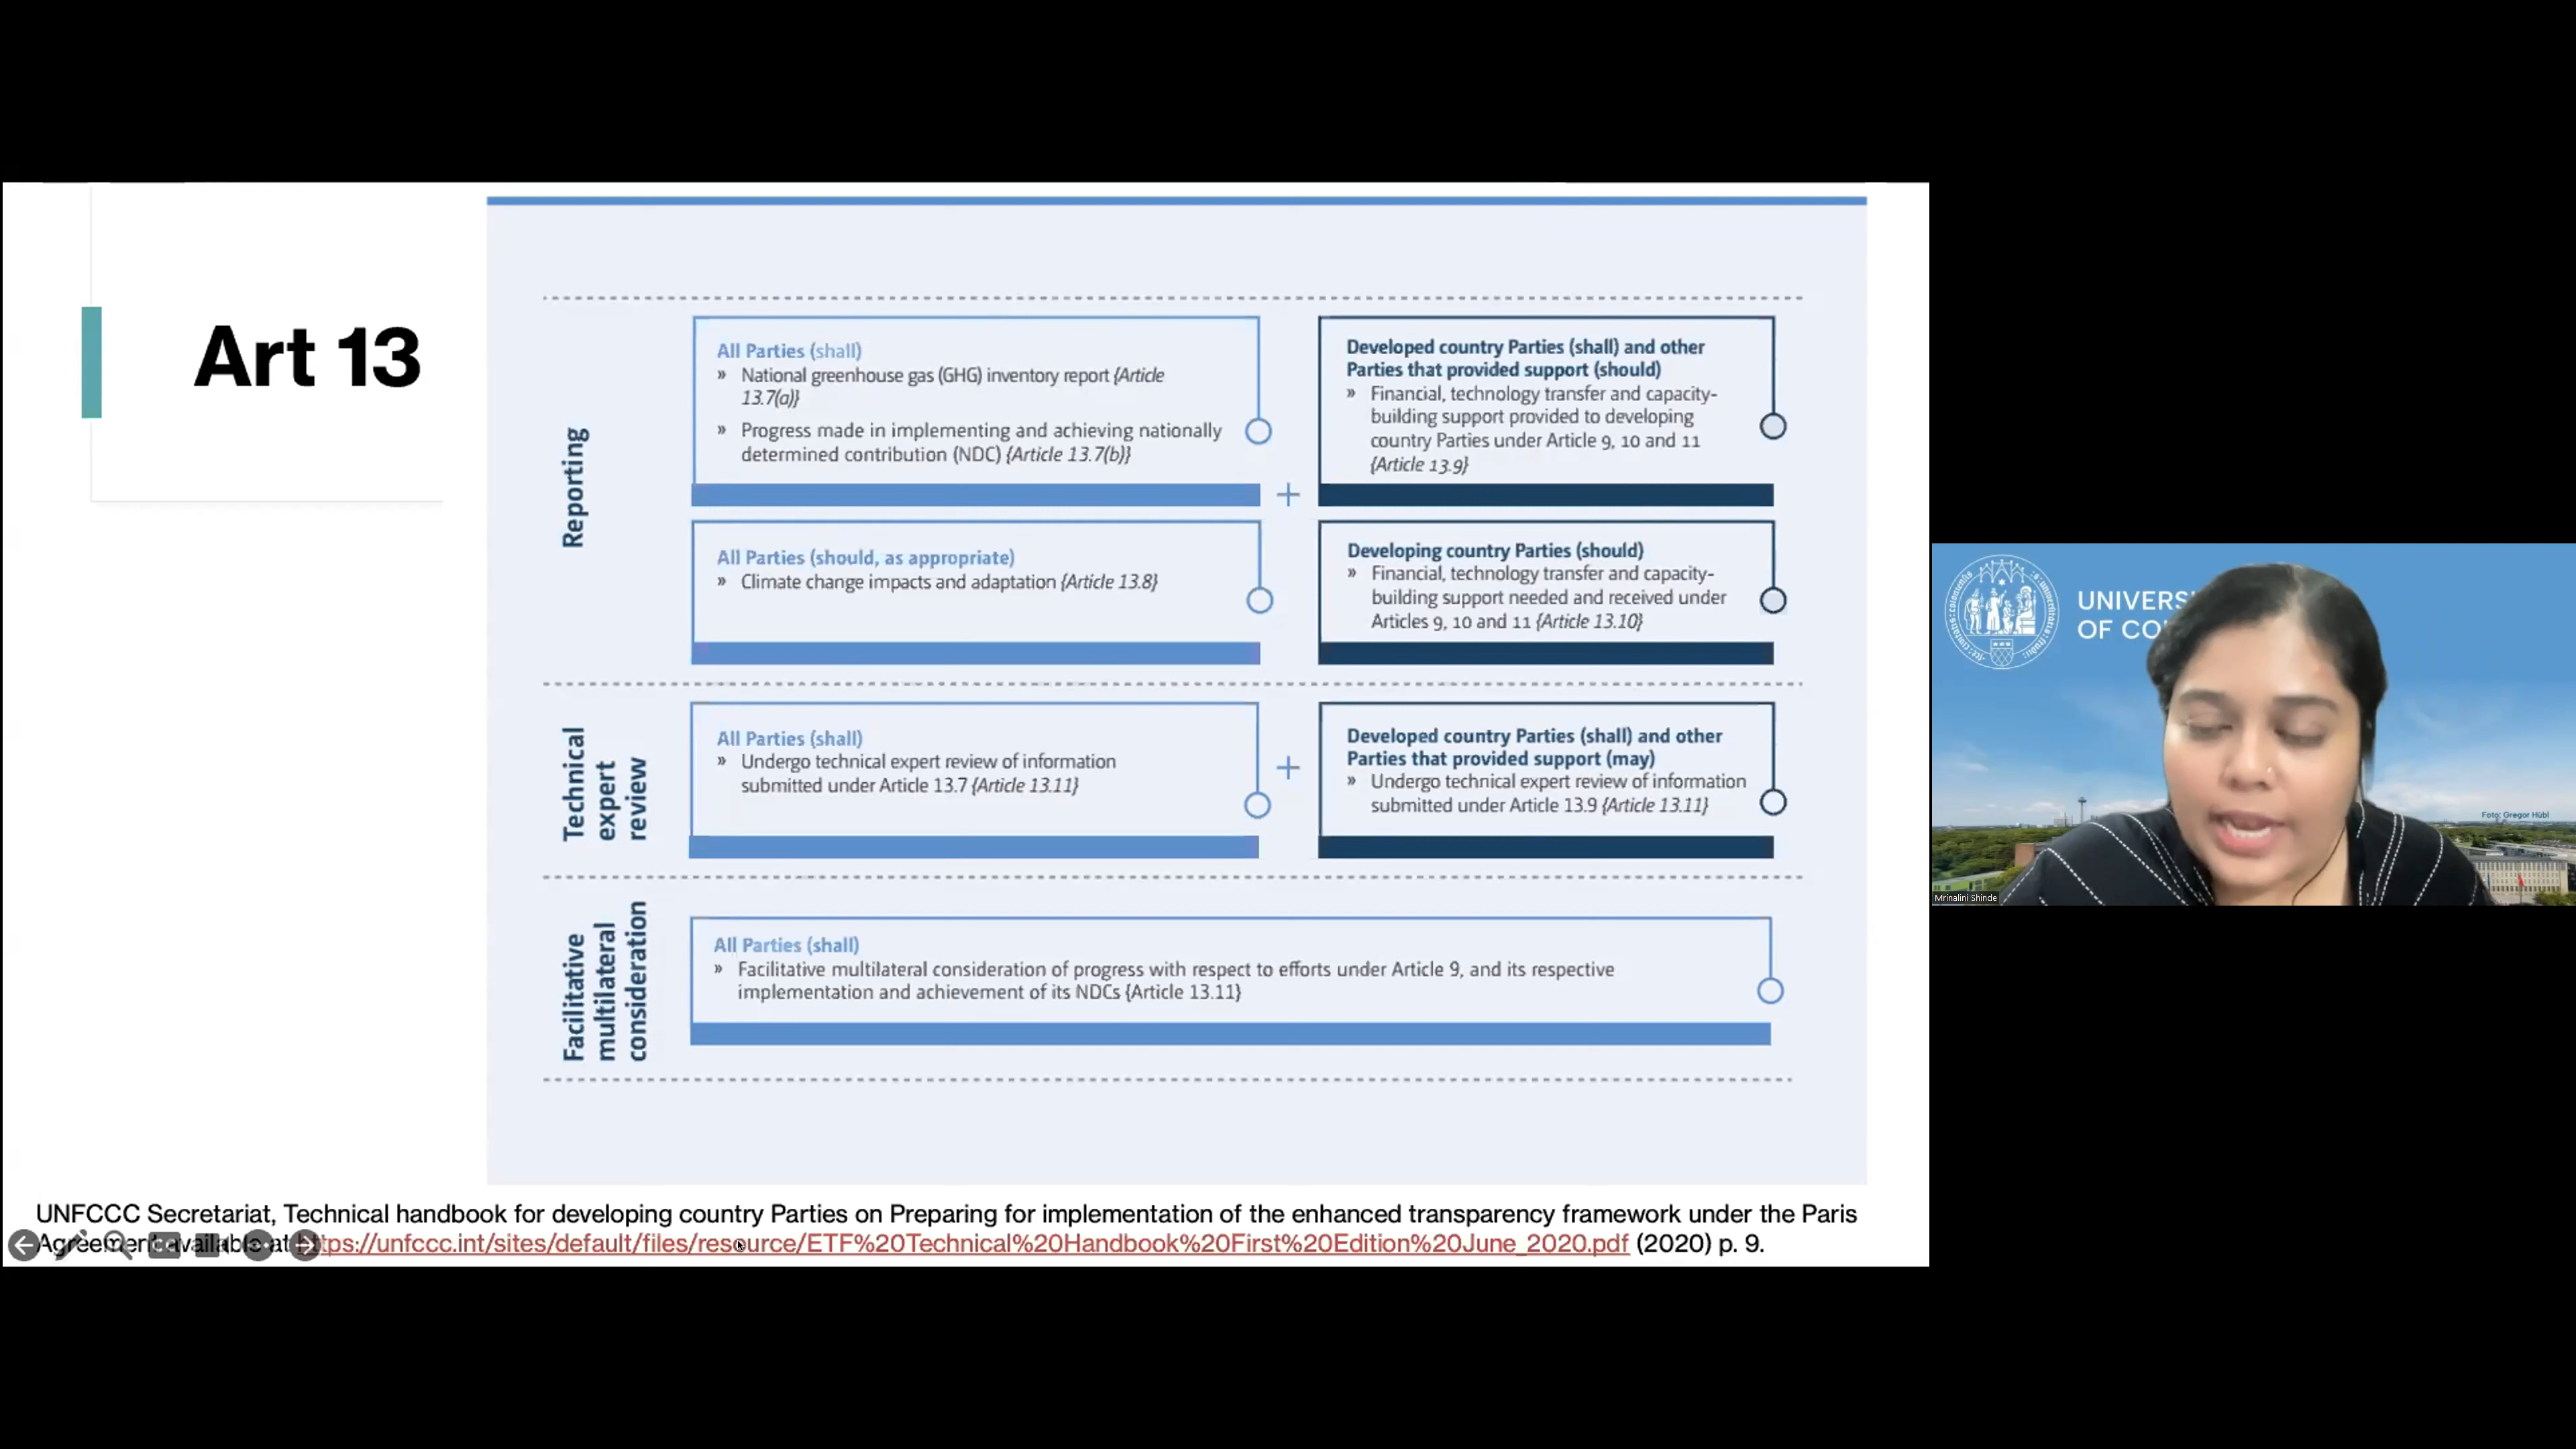 Art 13
Reporting
All Parties (shall)
» National greenhouse gas (GHG) inventory report {Article
13.7(a)}
» Progress made in implementing and achieving nationally
determined contribution (NDC) {Article 13.7(b)}
+
Developed country Parties (shall) and other
Parties that provided support (should)
» Financial, technology transfer and capacity-
building support provided to developing
country Parties under Article 9, 10 and 11
{Article 13.9}
All Parties (should, as appropriate)
» Climate change impacts and adaptation {Article 13.8}
Developing country Parties (should)
» Financial, technology transfer and capacity-
building support needed and received under
Articles 9, 10 and 11 {Article 13.10}
Technical
expert
review
All Parties (shall)
» Undergo technical expert review of information
submitted under Article 13.7 {Article 13.11}
+
Developed country Parties (shall) and other
Parties that provided support (may)
» Undergo technical expert review of information
submitted under Article 13.9 {Article 13.11}
Facilitative
multilateral
consideration
All Parties (shall)
» Facilitative multilateral consideration of progress with respect to efforts under Article 9, and its respective
implementation and achievement of its NDCs {Article 13.11}
UNFCCC Secretariat, Technical handbook for developing country Parties on Preparing for implementation of the enhanced transparency framework under the Paris
Agreement available at tps://unfccc.int/sites/default/files/resource/ETF%20Technical%20Handbook%20First%20Edition%20June_2020.pdf (2020) p. 9.
UNIVERS
OF CO
Foto: Gregor Hübl
Mrinalini Shinde